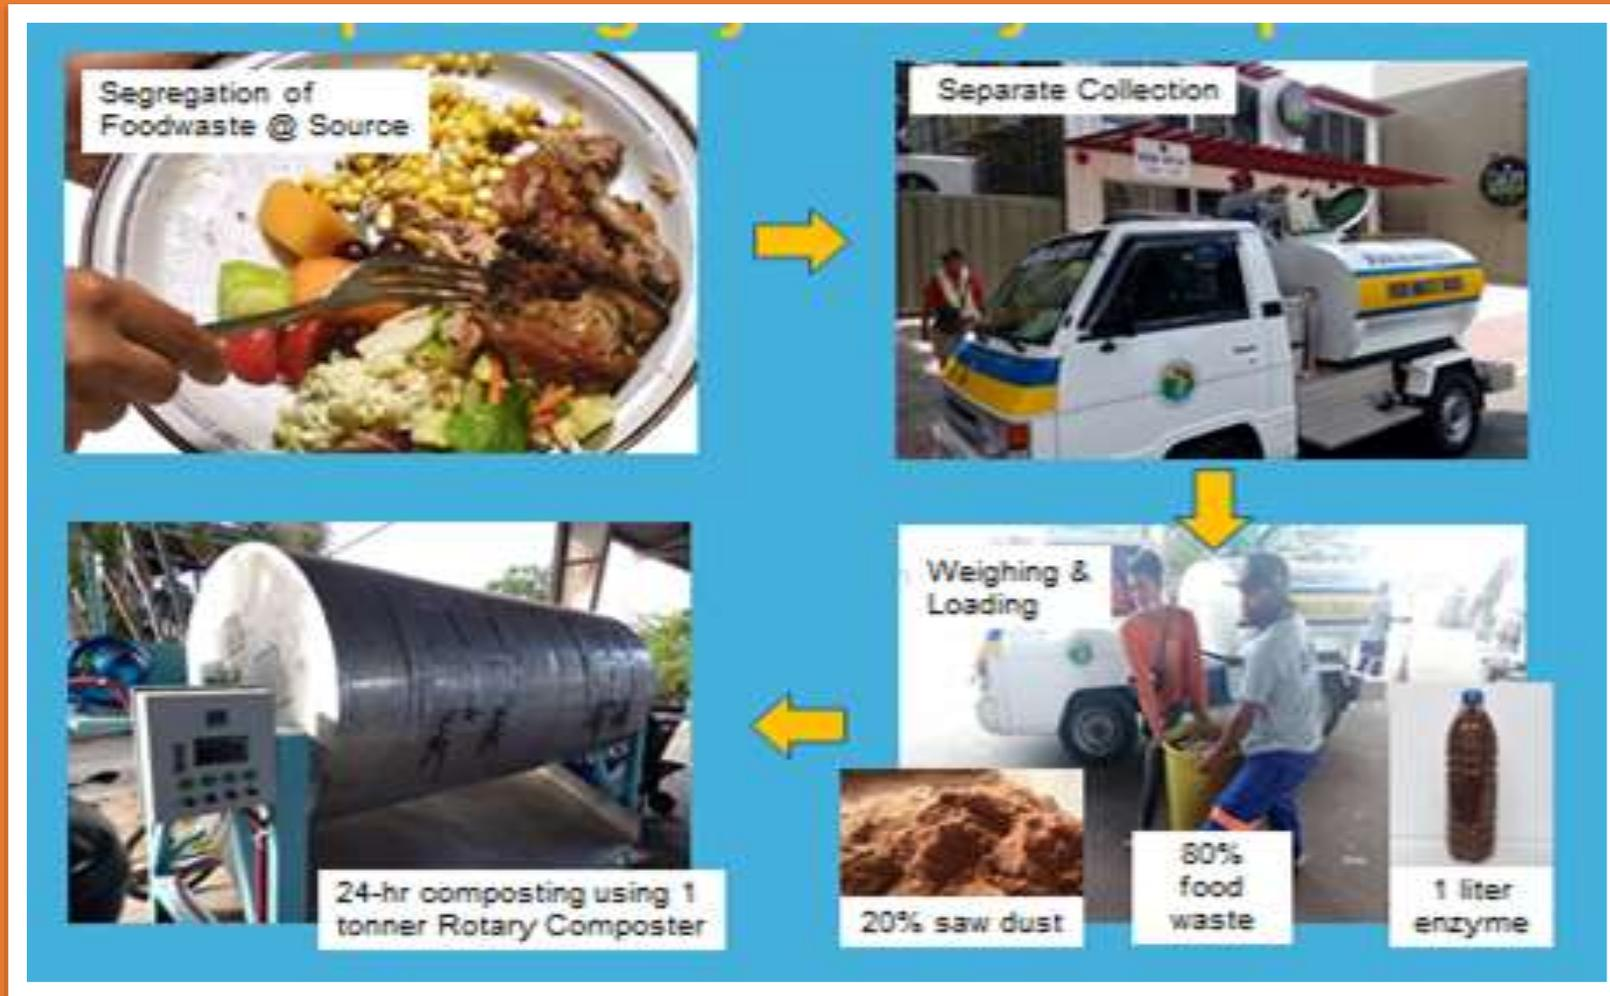 Segregation of
Foodwaste @ Source
Separate Collection
Weighing &
Loading
20% saw dust
80%
food
waste
1 liter
enzyme
24-hr composting using 1
tonner Rotary Composter